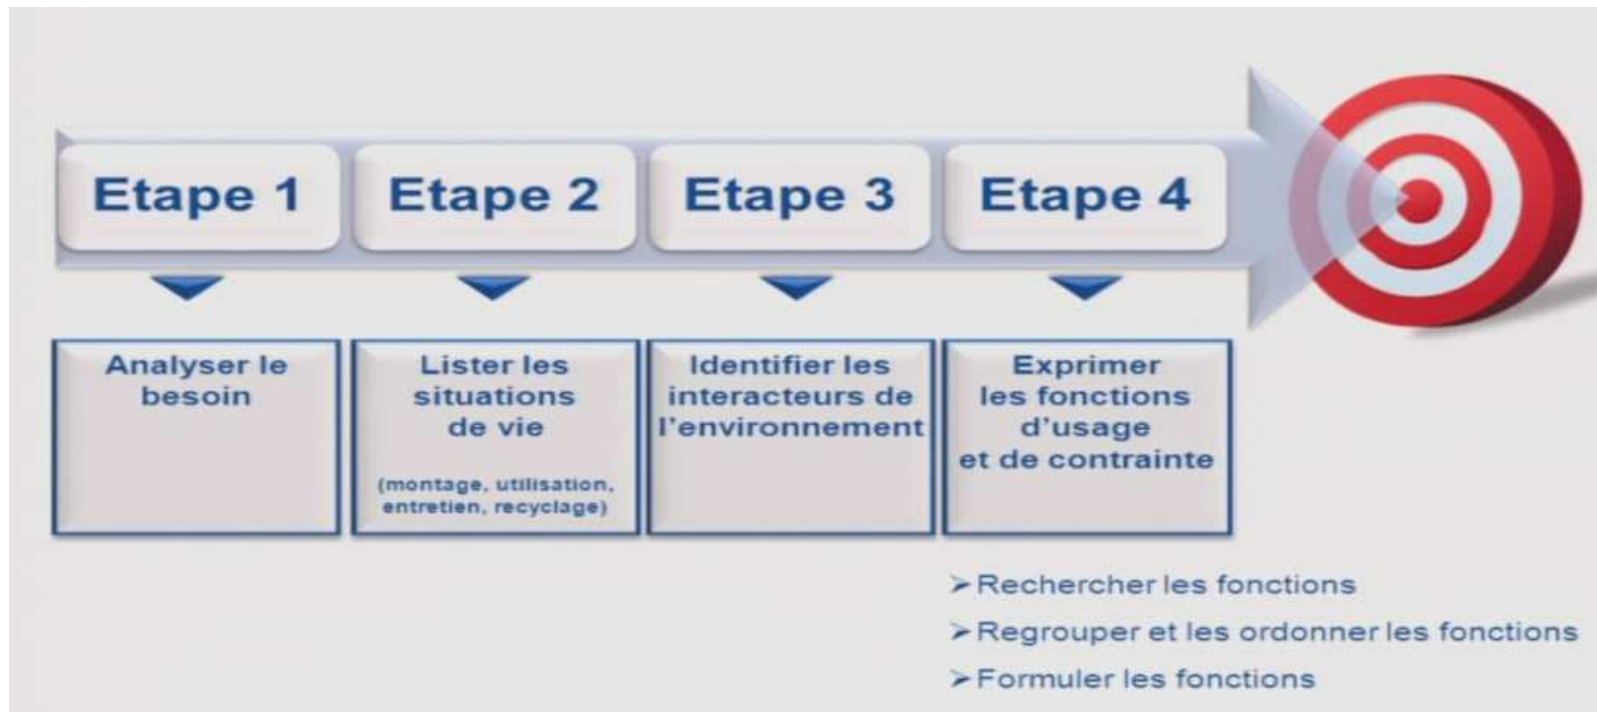 Etape 1
Etape 2
Etape 3
Etape 4
Analyser le
besoin
Lister les
situations
de vie
(montage, utilisation,
entretien, recyclage)
Identifier les
interacteurs de
l'environnement
Exprimer
les fonctions
d'usage
et de contrainte
➢Rechercher les fonctions
➢Regrouper et les ordonner les fonctions
➢Formuler les fonctions